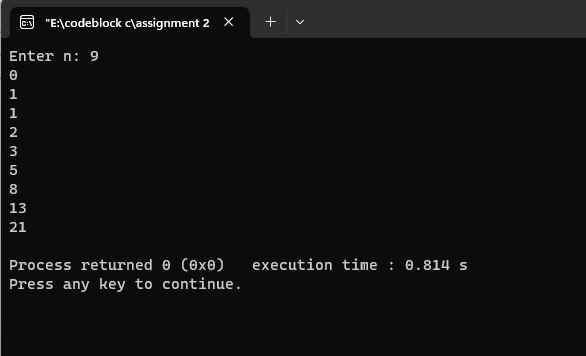 "E:\codeblock c\assignment 2
Enter n: 9
0
1
1
2
3
5
8
13
21
Process returned 0 (0x0)   execution time : 0.814 s
Press any key to continue.